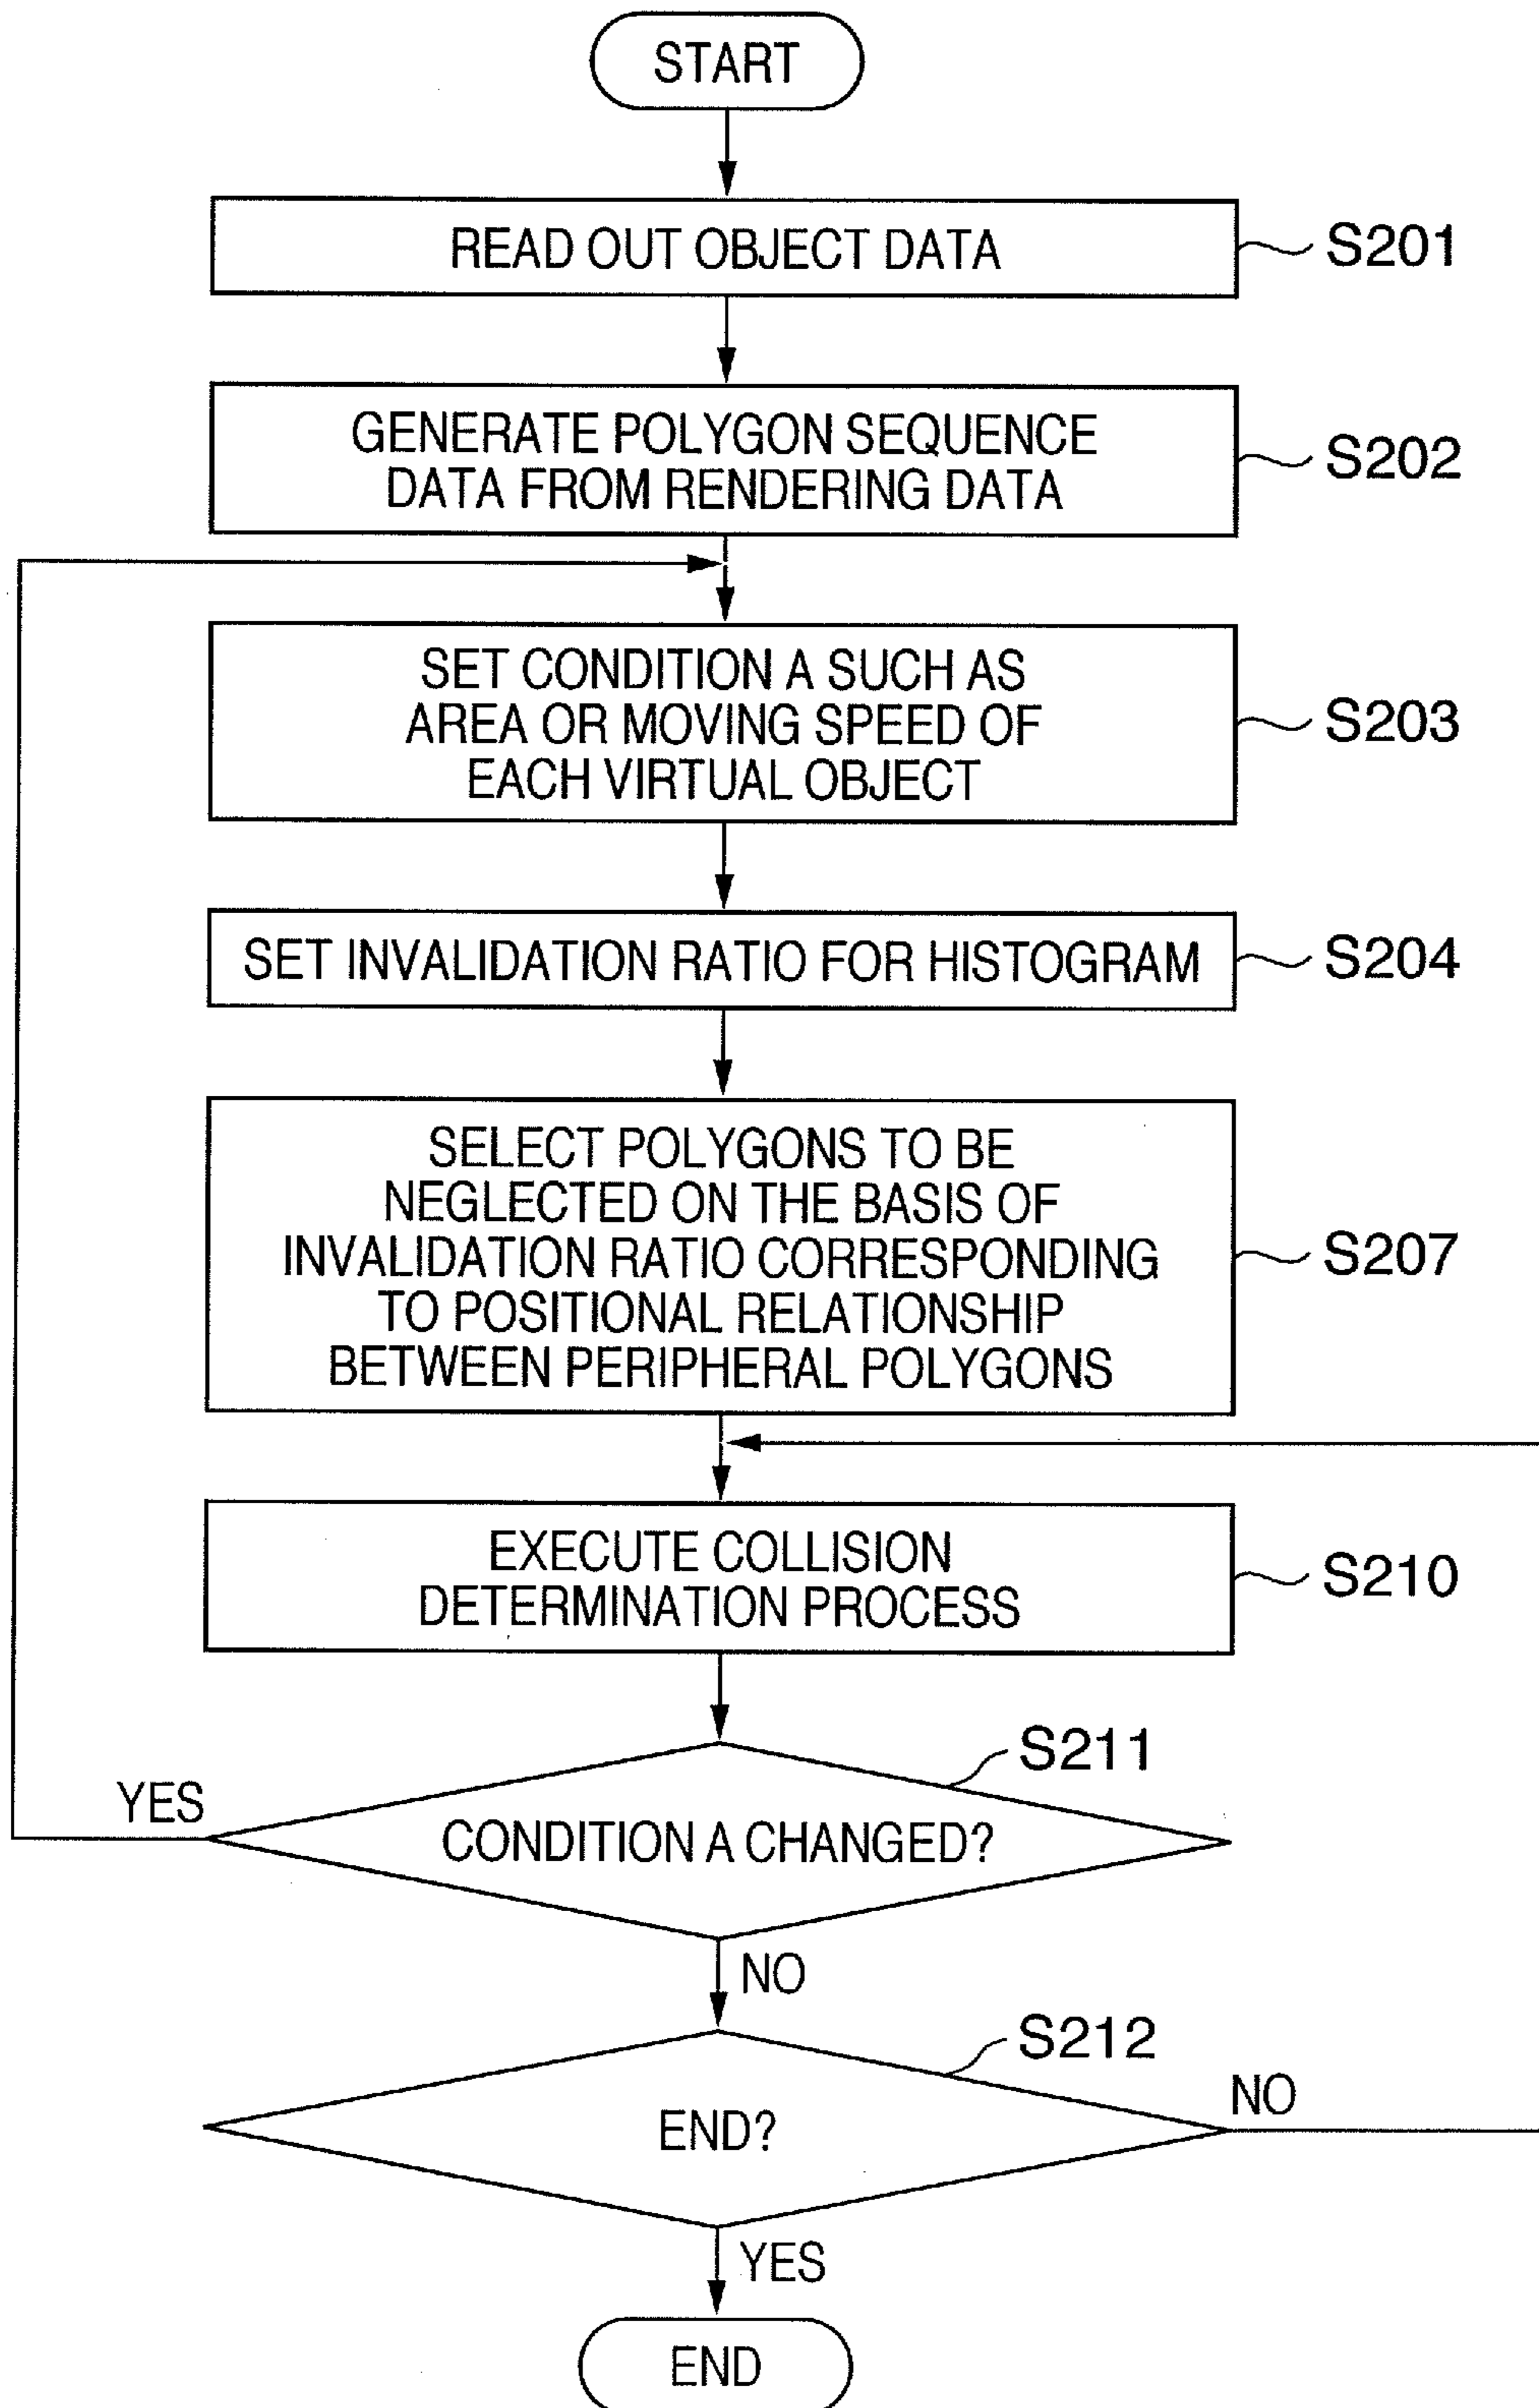 START
READ OUT OBJECT DATA
S201
GENERATE POLYGON SEQUENCE
DATA FROM RENDERING DATA
S202
SET CONDITION A SUCH AS
AREA OR MOVING SPEED OF
EACH VIRTUAL OBJECT
S203
SET INVALIDATION RATIO FOR HISTOGRAM
S204
SELECT POLYGONS TO BE
NEGLECTED ON THE BASIS OF
INVALIDATION RATIO CORRESPONDING
TO POSITIONAL RELATIONSHIP
BETWEEN PERIPHERAL POLYGONS
S207
EXECUTE COLLISION
DETERMINATION PROCESS
S210
S211
YES
CONDITION A CHANGED?
NO
S212
NO
END?
YES
END